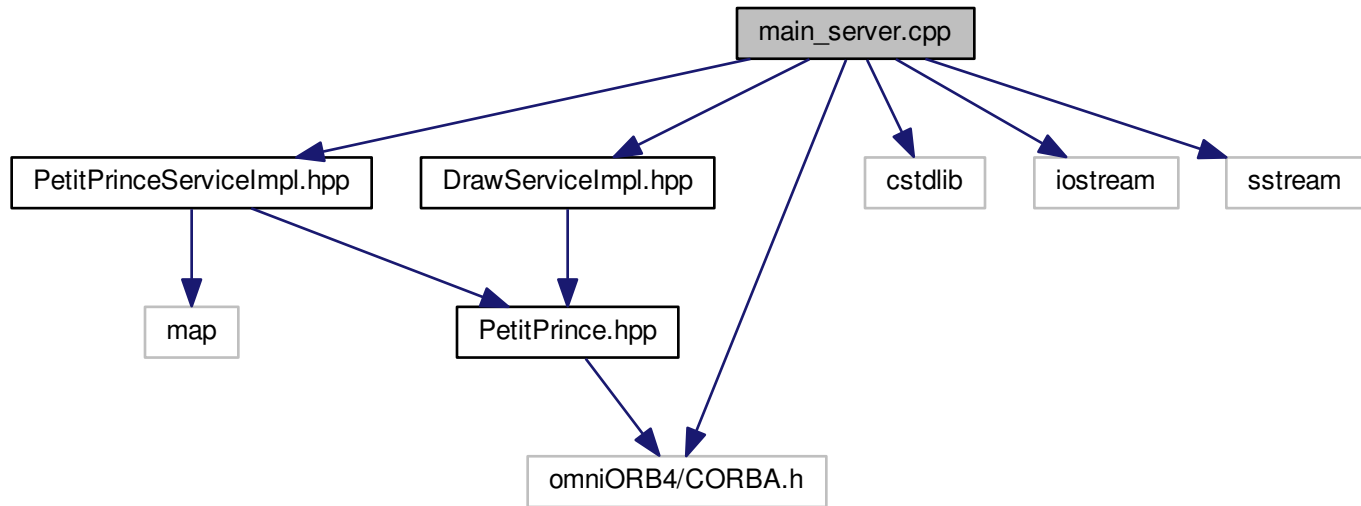 main_server.cpp
PetitPrinceServiceImpl.hpp
DrawServiceImpl.hpp
cstdlib
iostream
sstream
map
PetitPrince.hpp
omniORB4/CORBA.h